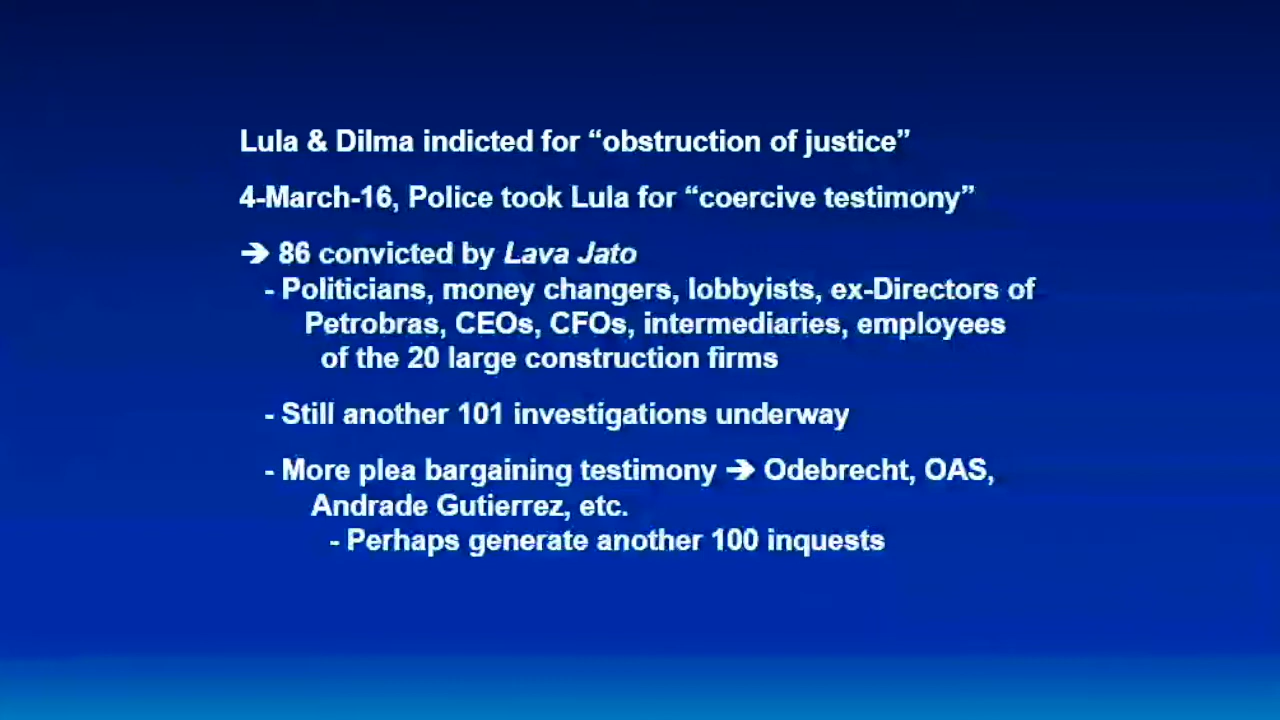 Lula & Dilma indicted for “obstruction of justice”
4-March-16, Police took Lula for “coercive testimony”
➔ 86 convicted by Lava Jato
- Politicians, money changers, lobbyists, ex-Directors of
Petrobras, CEOs, CFOs, intermediaries, employees
of the 20 large construction firms
- Still another 101 investigations underway
- More plea bargaining testimony ➔ Odebrecht, OAS,
Andrade Gutierrez, etc.
- Perhaps generate another 100 inquests